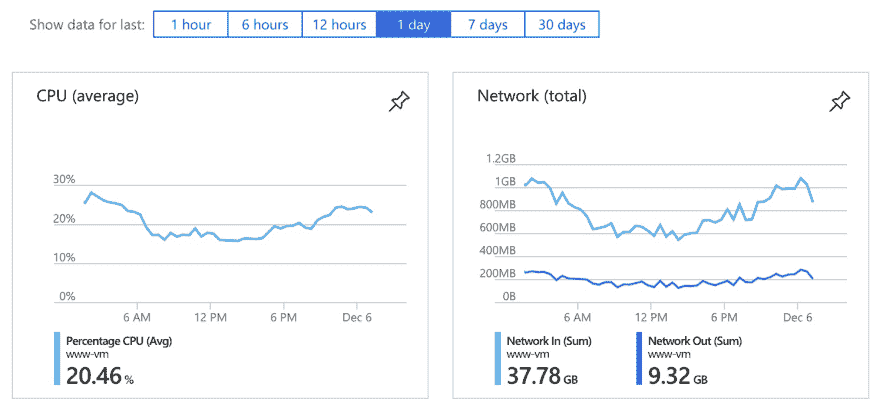 Show data for last: 1 hour 6 hours 12 hours 1 day 7 days 30 days
CPU (average)
30%
20%
10%
0%
6 AM 12 PM 6 PM Dec 6
Percentage CPU (Avg)
www-vm
20.46 %
Network (total)
1.2GB
1GB
800MB
600MB
400MB
200MB
0B
6 AM 12 PM 6 PM Dec 6
Network In (Sum)
www-vm
37.78 GB
Network Out (Sum)
www-vm
9.32 GB